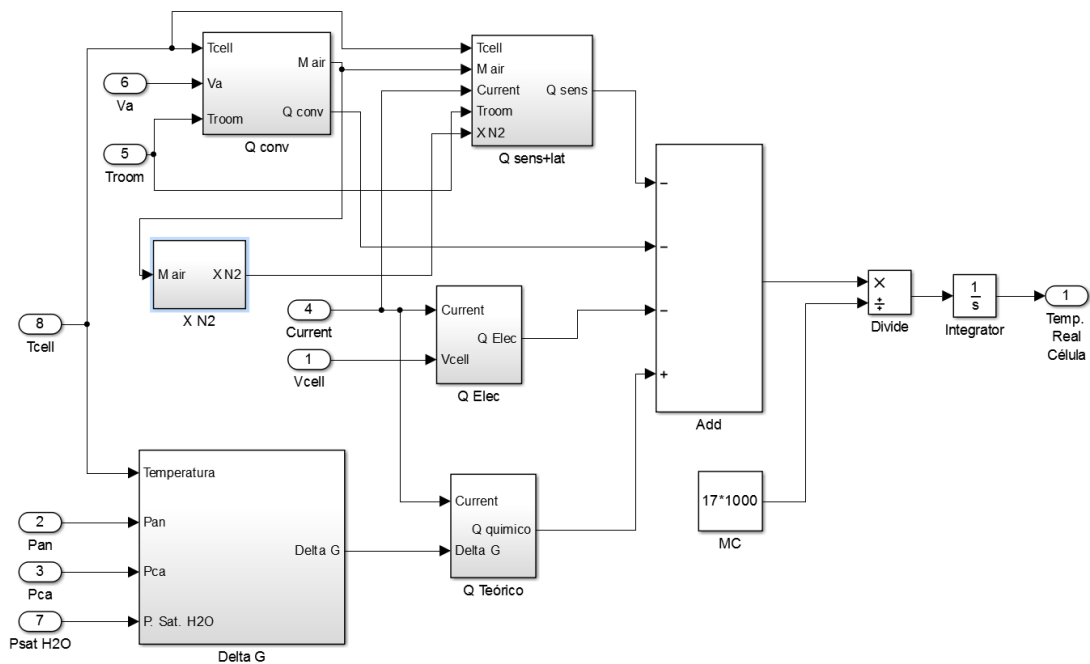 Tcell
Va
Troom
M air
Q conv
Q conv
6
Va
5
Troom
Tcell
M air
Current
Troom
X N2
Q sens
Q sens+lat
M air
X N2
X N2
8
Tcell
4
Current
1
Vcell
Current
Vcell
Q Elec
Q Elec
−
−
−
+
Add
×
÷
Divide
1
s
Integrator
1
Temp.
Real
Célula
17*1000
MC
Temperatura
Pan
Pca
P. Sat. H2O
Delta G
Delta G
2
Pan
3
Pca
7
Psat H2O
Current
Delta G
Q quimico
Q Teórico